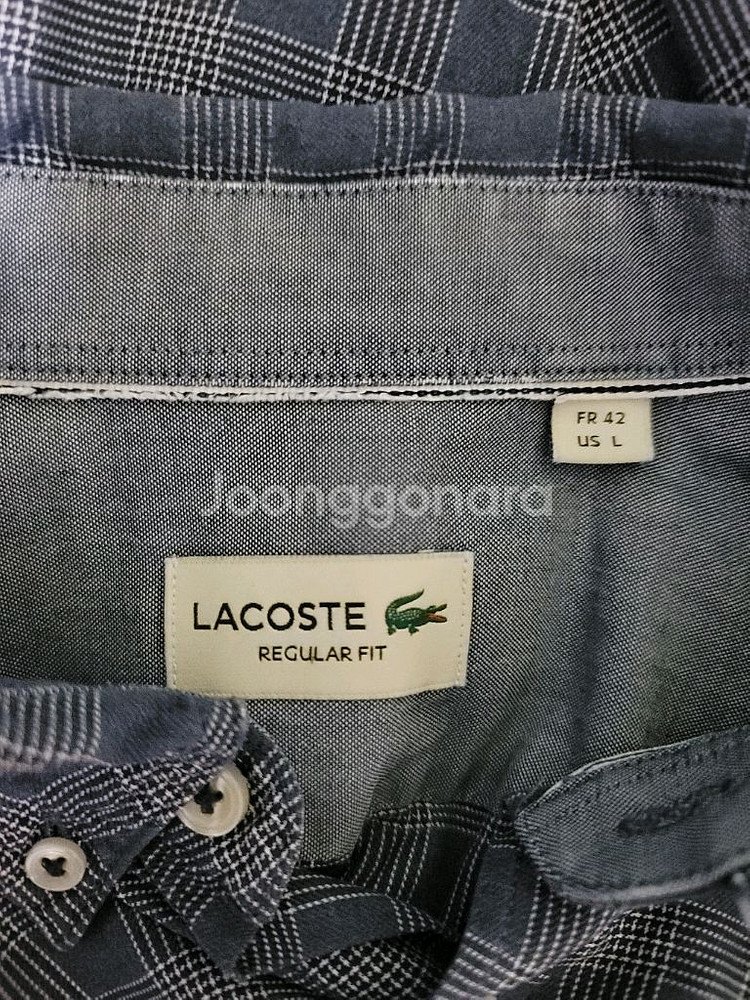 FR 42
US L
Joonggonara
LACOSTE
REGULAR FIT